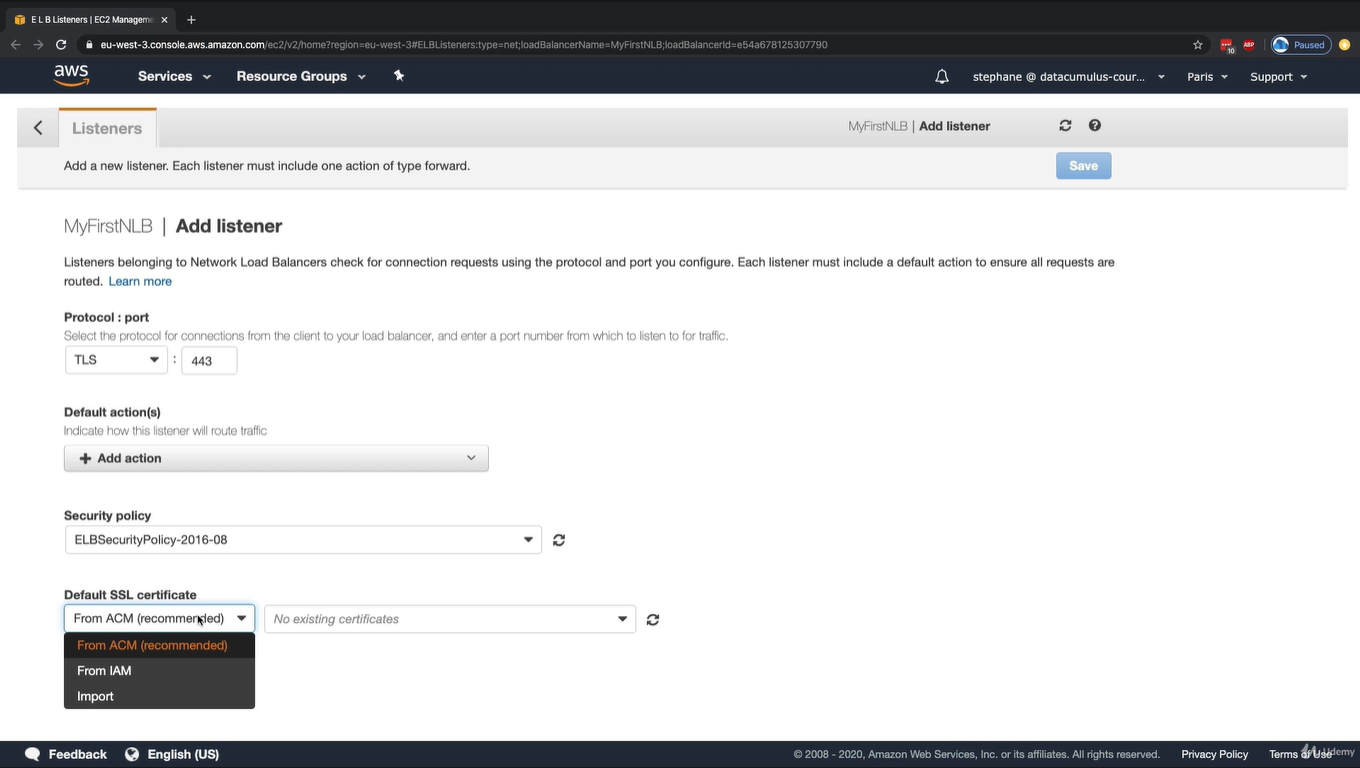 E L B Listeners | EC2 Manageme
eu-west-3.console.aws.amazon.com/ec2/v2/home?region=eu-west-3#ELBListeners:type=net;loadBalancerName=MyFirstNLB;loadBalancerId=e54a678125307790
10
ABP
Paused
aws
Services
Resource Groups
stephane @ datacumulus-cour...
Paris
Support
Listeners
MyFirstNLB | Add listener
Add a new listener. Each listener must include one action of type forward.
Save
MyFirstNLB | Add listener
Listeners belonging to Network Load Balancers check for connection requests using the protocol and port you configure. Each listener must include a default action to ensure all requests are
routed. Learn more
Protocol : port
Select the protocol for connections from the client to your load balancer, and enter a port number from which to listen to for traffic.
TLS : 443
Default action(s)
Indicate how this listener will route traffic
Add action
Security policy
ELBSecurityPolicy-2016-08
Default SSL certificate
From ACM (recommended) No existing certificates
From ACM (recommended)
From IAM
Import
Feedback English (US) © 2008 - 2020, Amazon Web Services, Inc. or its affiliates. All rights reserved. Privacy Policy Terms of Use
Udemy